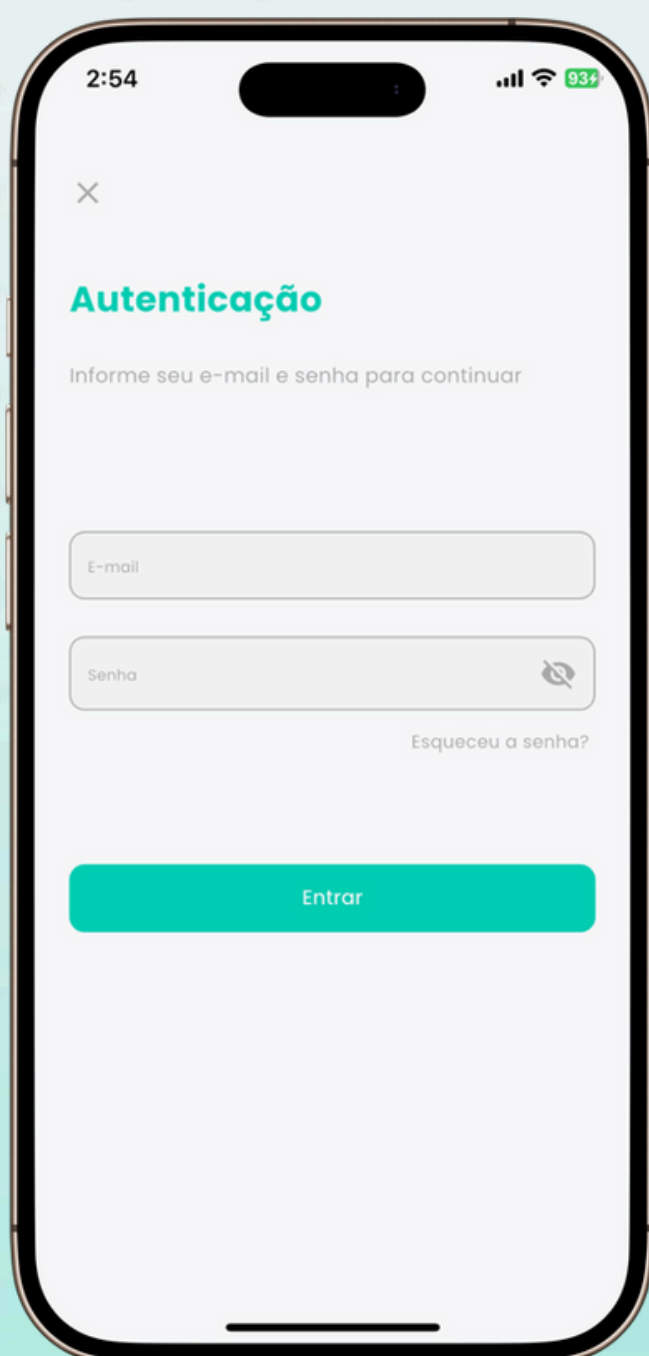 2:54
93
Autenticação
Informe seu e-mail e senha para continuar
E-mail
Senha
Esqueceu a senha?
Entrar